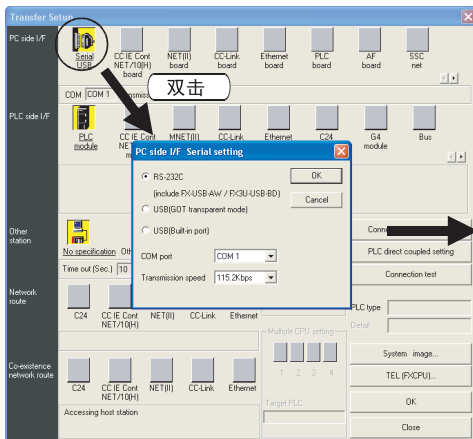 Transfer Setup
PC side I/F
Serial
USB
CC IE Cont
NET/10(H)
board
NET(II)
board
CC-Link
board
Ethernet
board
PLC
board
AF
board
SSC
net
COM
COM 1
双击
PLC side I/F
PLC
module
CC IE Cont
MNET(II)
CC-Link
Ethernet
C24
G4
module
Bus
PC side I/F Serial setting
RS-232C
(include FX-USB-AW / FX3U-USB-BD)
USB(GOT transparent mode)
USB(Built-in port)
COM port
COM 1
Transmission speed
115.2Kbps
OK
Cancel
Other
station
No specification
Time out (Sec.)
10
PLC direct coupled setting
Connection test
Network
route
C24
CC IE Cont
NET/10(H)
NET(II)
CC-Link
Ethernet
Multiple CPU setting
1 2 3 4
Target PLC
PLC type
Detail
System image...
TEL (FXCPU)...
OK
Close
Co-existence
network route
C24
CC IE Cont
NET/10(H)
NET(II)
CC-Link
Ethernet
Accessing host station